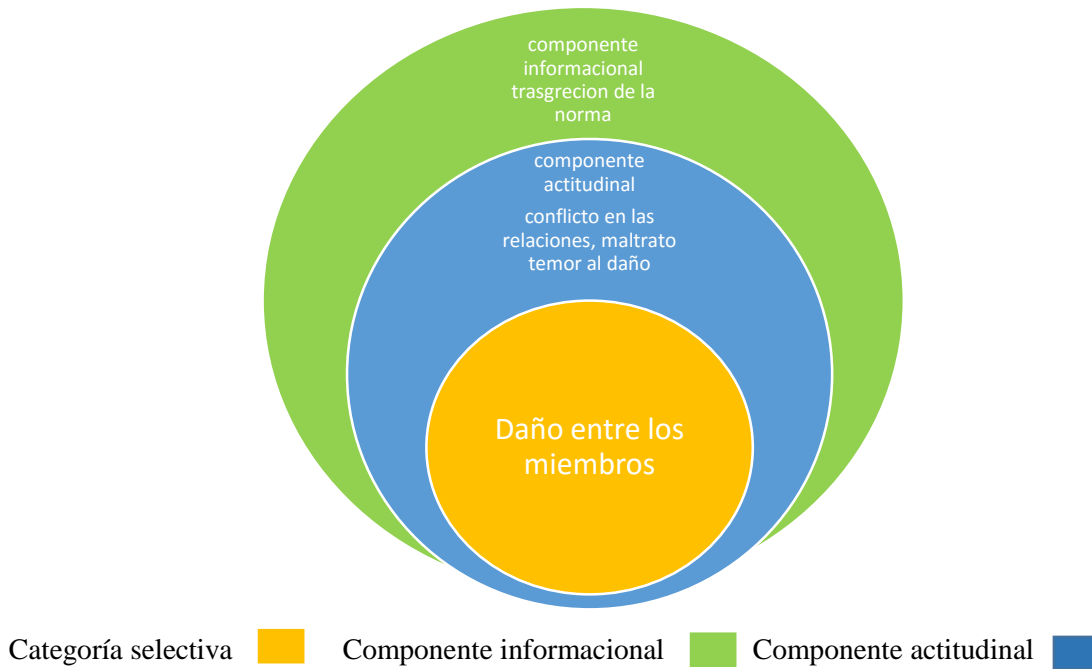 componente
informacional
trasgrecion de la
norma
componente
actitudinal
conflicto en las
relaciones, maltrato
temor al daño
Daño entre los
miembros
Categoría selectiva Componente informacional Componente actitudinal